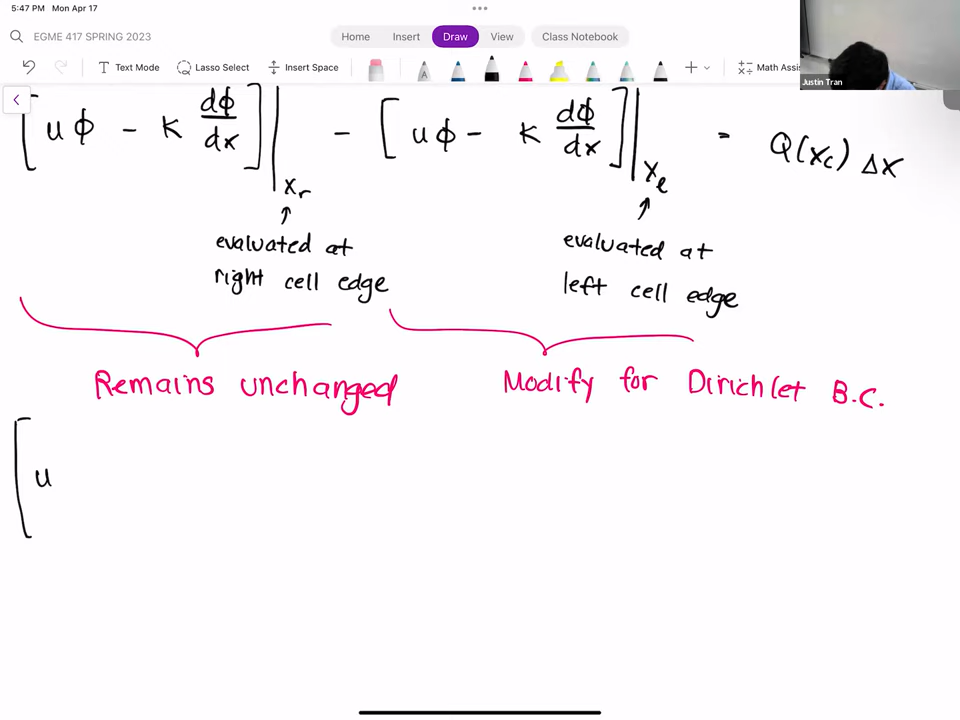 5:47 PM Mon Apr 17
EGME 417 SPRING 2023
Home Insert Draw View Class Notebook
Text Mode Lasso Select Insert Space Math Assis
Justin Tran
[uϕ - K dϕ/dx]|xᵣ - [uϕ - K dϕ/dx]|xₗ = Q(x꜀) Δx
evaluated at evaluated at
right cell edge left cell edge
Remains unchanged Modify for Dirichlet B.C.
[u